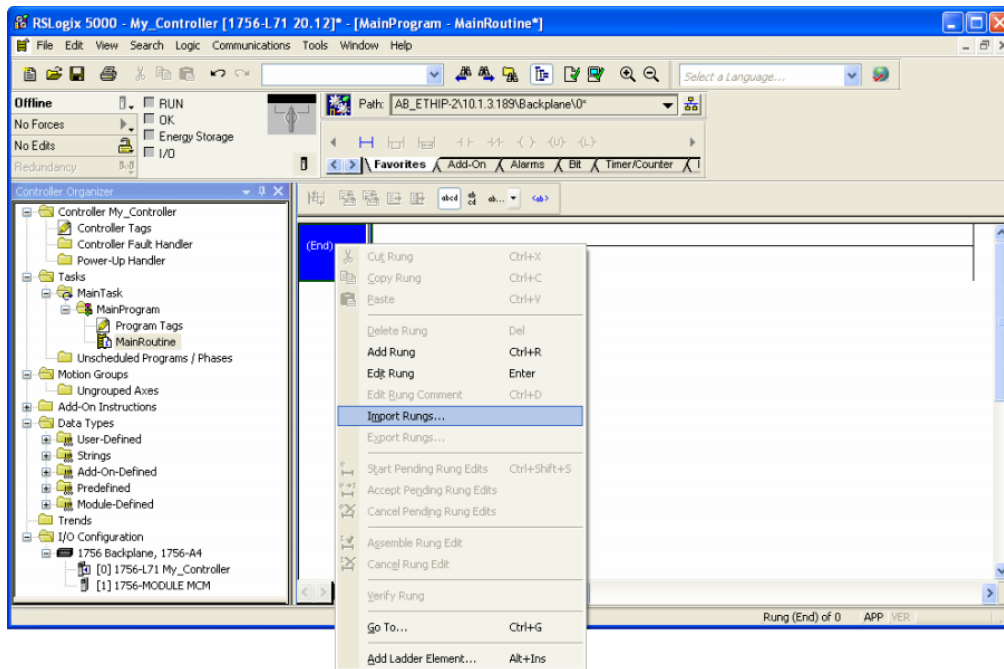 RSLogix 5000 - My_Controller [1756-L71 20.12]* - [MainProgram - MainRoutine*]
File Edit View Search Logic Communications Tools Window Help
Select a Language...
Offline
RUN
No Forces
OK
No Edits
Energy Storage
Redundancy
I/O
Path: AB_ETHIP-2\10.1.3.189\Backplane\0*
Favorites Add-On Alarms Bit Timer/Counter
Controller Organizer
Controller My_Controller
Controller Tags
Controller Fault Handler
Power-Up Handler
Tasks
MainTask
MainProgram
Program Tags
MainRoutine
Unscheduled Programs / Phases
Motion Groups
Ungrouped Axes
Add-On Instructions
Data Types
User-Defined
Strings
Add-On-Defined
Predefined
Module-Defined
Trends
I/O Configuration
1756 Backplane, 1756-A4
[0] 1756-L71 My_Controller
[1] 1756-MODULE MCM
(End)
Cut Rung Ctrl+X
Copy Rung Ctrl+C
Paste Ctrl+V
Delete Rung Del
Add Rung Ctrl+R
Edit Rung Enter
Edit Rung Comment Ctrl+D
Import Rungs...
Export Rungs...
Start Pending Rung Edits Ctrl+Shift+S
Accept Pending Rung Edits
Cancel Pending Rung Edits
Assemble Rung Edit
Cancel Rung Edit
Verify Rung
Go To... Ctrl+G
Add Ladder Element... Alt+Ins
Rung (End) of 0 APP VER